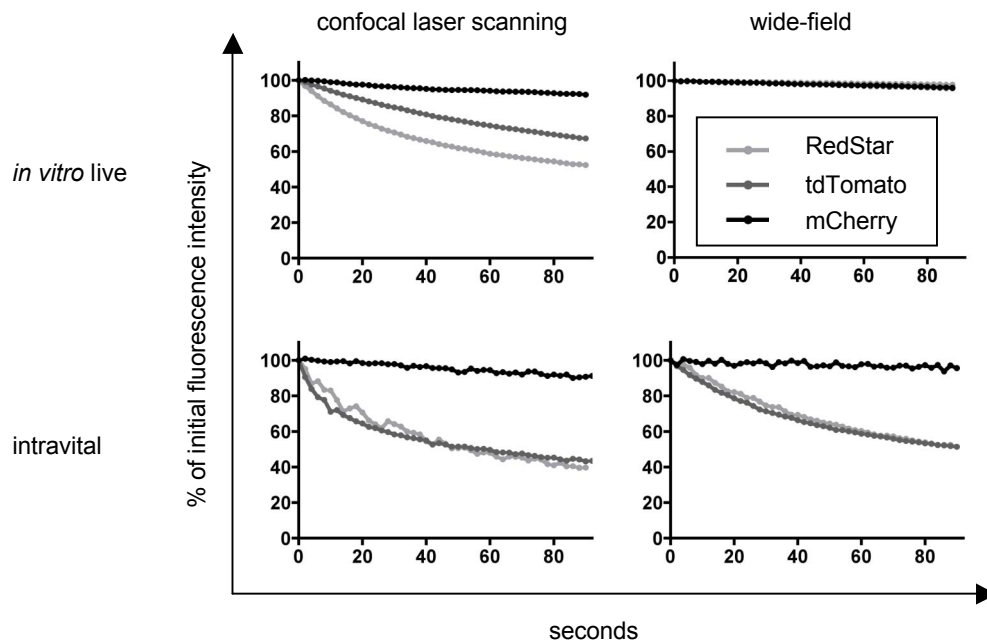 confocal laser scanning
wide-field
in vitro live
intravital
% of initial fluorescence intensity
100
80
60
40
20
0
0 20 40 60 80
100
80
60
40
20
0
0 20 40 60 80
RedStar
tdTomato
mCherry
100
80
60
40
20
0
0 20 40 60 80
100
80
60
40
20
0
0 20 40 60 80
seconds